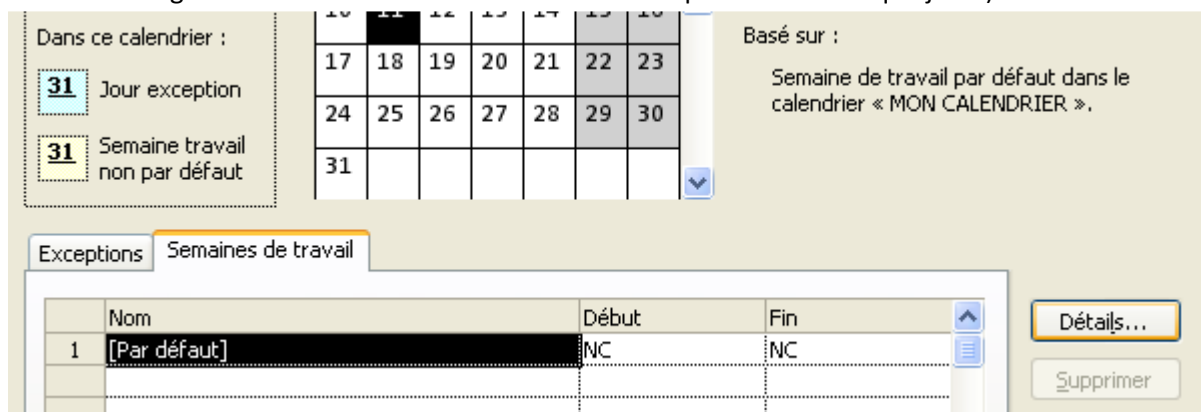 Dans ce calendrier :
31 Jour exception
31 Semaine travail
non par défaut
11
17 18 19 20 21 22 23
24 25 26 27 28 29 30
31
Basé sur :
Semaine de travail par défaut dans le
calendrier « MON CALENDRIER ».
Exceptions Semaines de travail
Nom Début Fin
1 [Par défaut] NC NC
Détails...
Supprimer